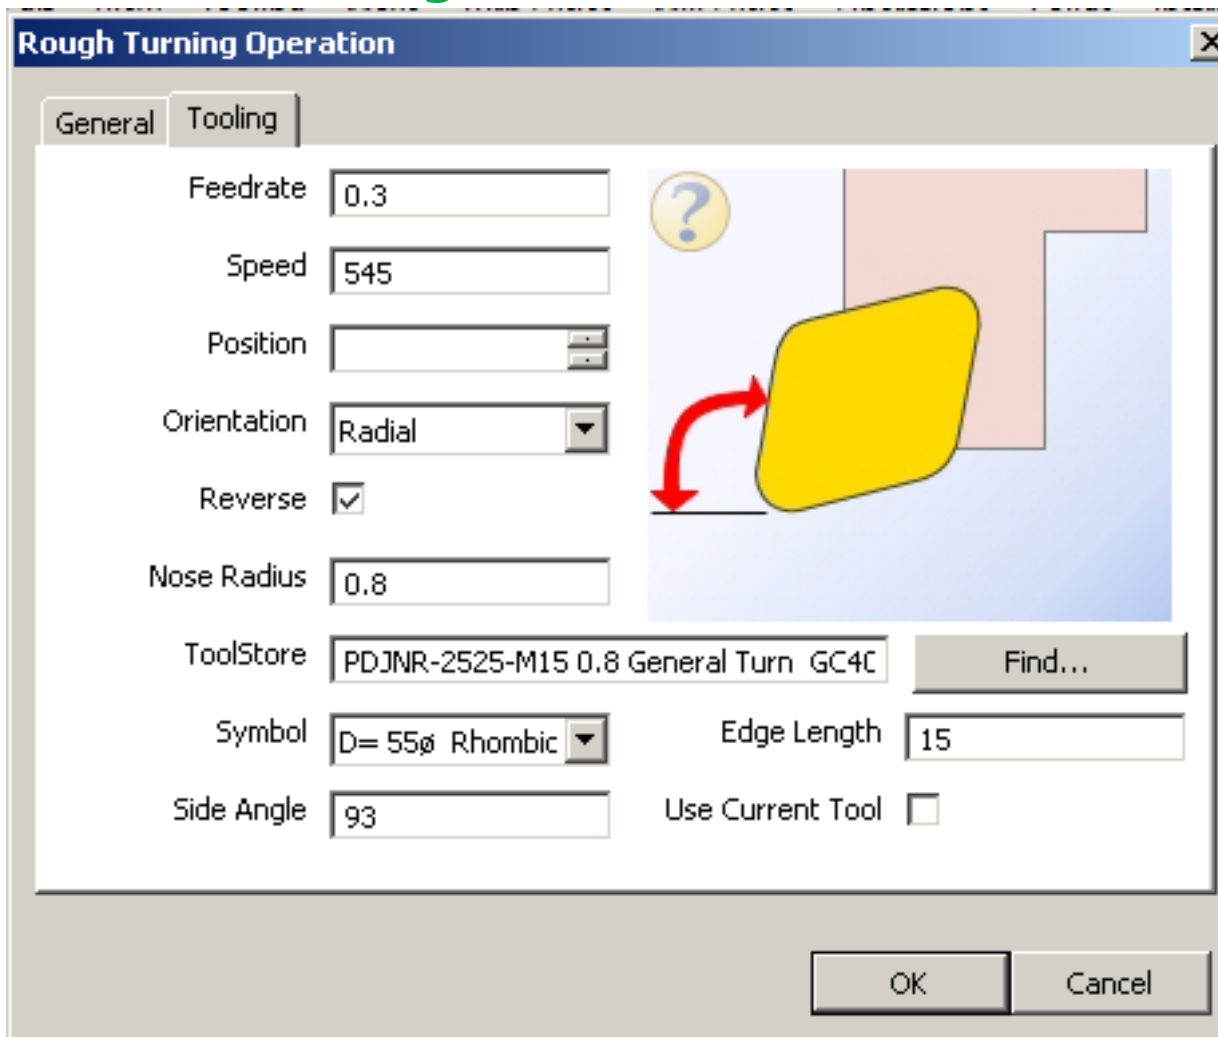 Rough Turning Operation
General Tooling
Feedrate 0.3
Speed 545
Position
Orientation Radial
Reverse
Nose Radius 0.8
ToolStore PDJNR-2525-M15 0.8 General Turn GC4C Find...
Symbol D= 55ø Rhombic Edge Length 15
Side Angle 93 Use Current Tool
OK Cancel